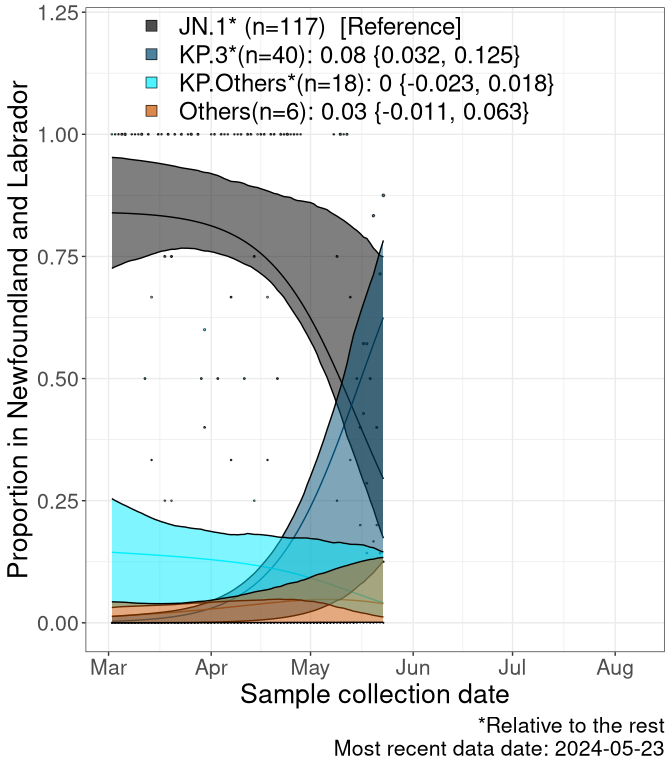 JN.1* (n=117)  [Reference]
KP.3*(n=40): 0.08 {0.032, 0.125}
KP.Others*(n=18): 0 {-0.023, 0.018}
Others(n=6): 0.03 {-0.011, 0.063}
Proportion in Newfoundland and Labrador
1.25
1.00
0.75
0.50
0.25
0.00
Mar Apr May Jun Jul Aug
Sample collection date
*Relative to the rest
Most recent data date: 2024-05-23